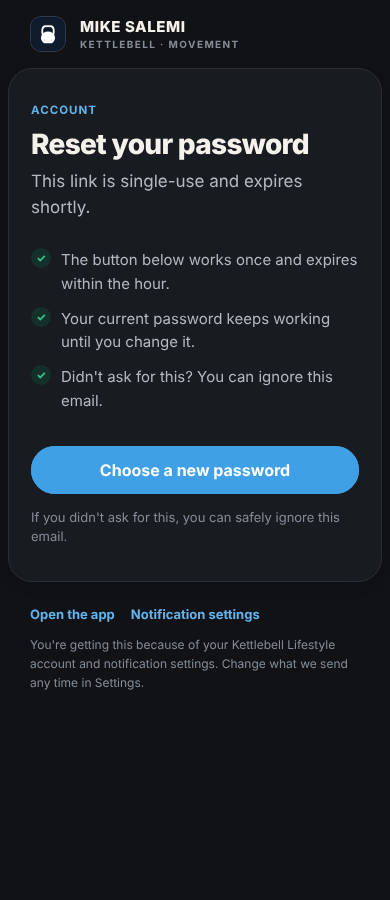 MIKE SALEMI
KETTLEBELL · MOVEMENT
ACCOUNT
Reset your password
This link is single-use and expires
shortly.
The button below works once and expires
within the hour.
Your current password keeps working
until you change it.
Didn't ask for this? You can ignore this
email.
Choose a new password
If you didn't ask for this, you can safely ignore this
email.
Open the app Notification settings
You're getting this because of your Kettlebell Lifestyle
account and notification settings. Change what we send
any time in Settings.